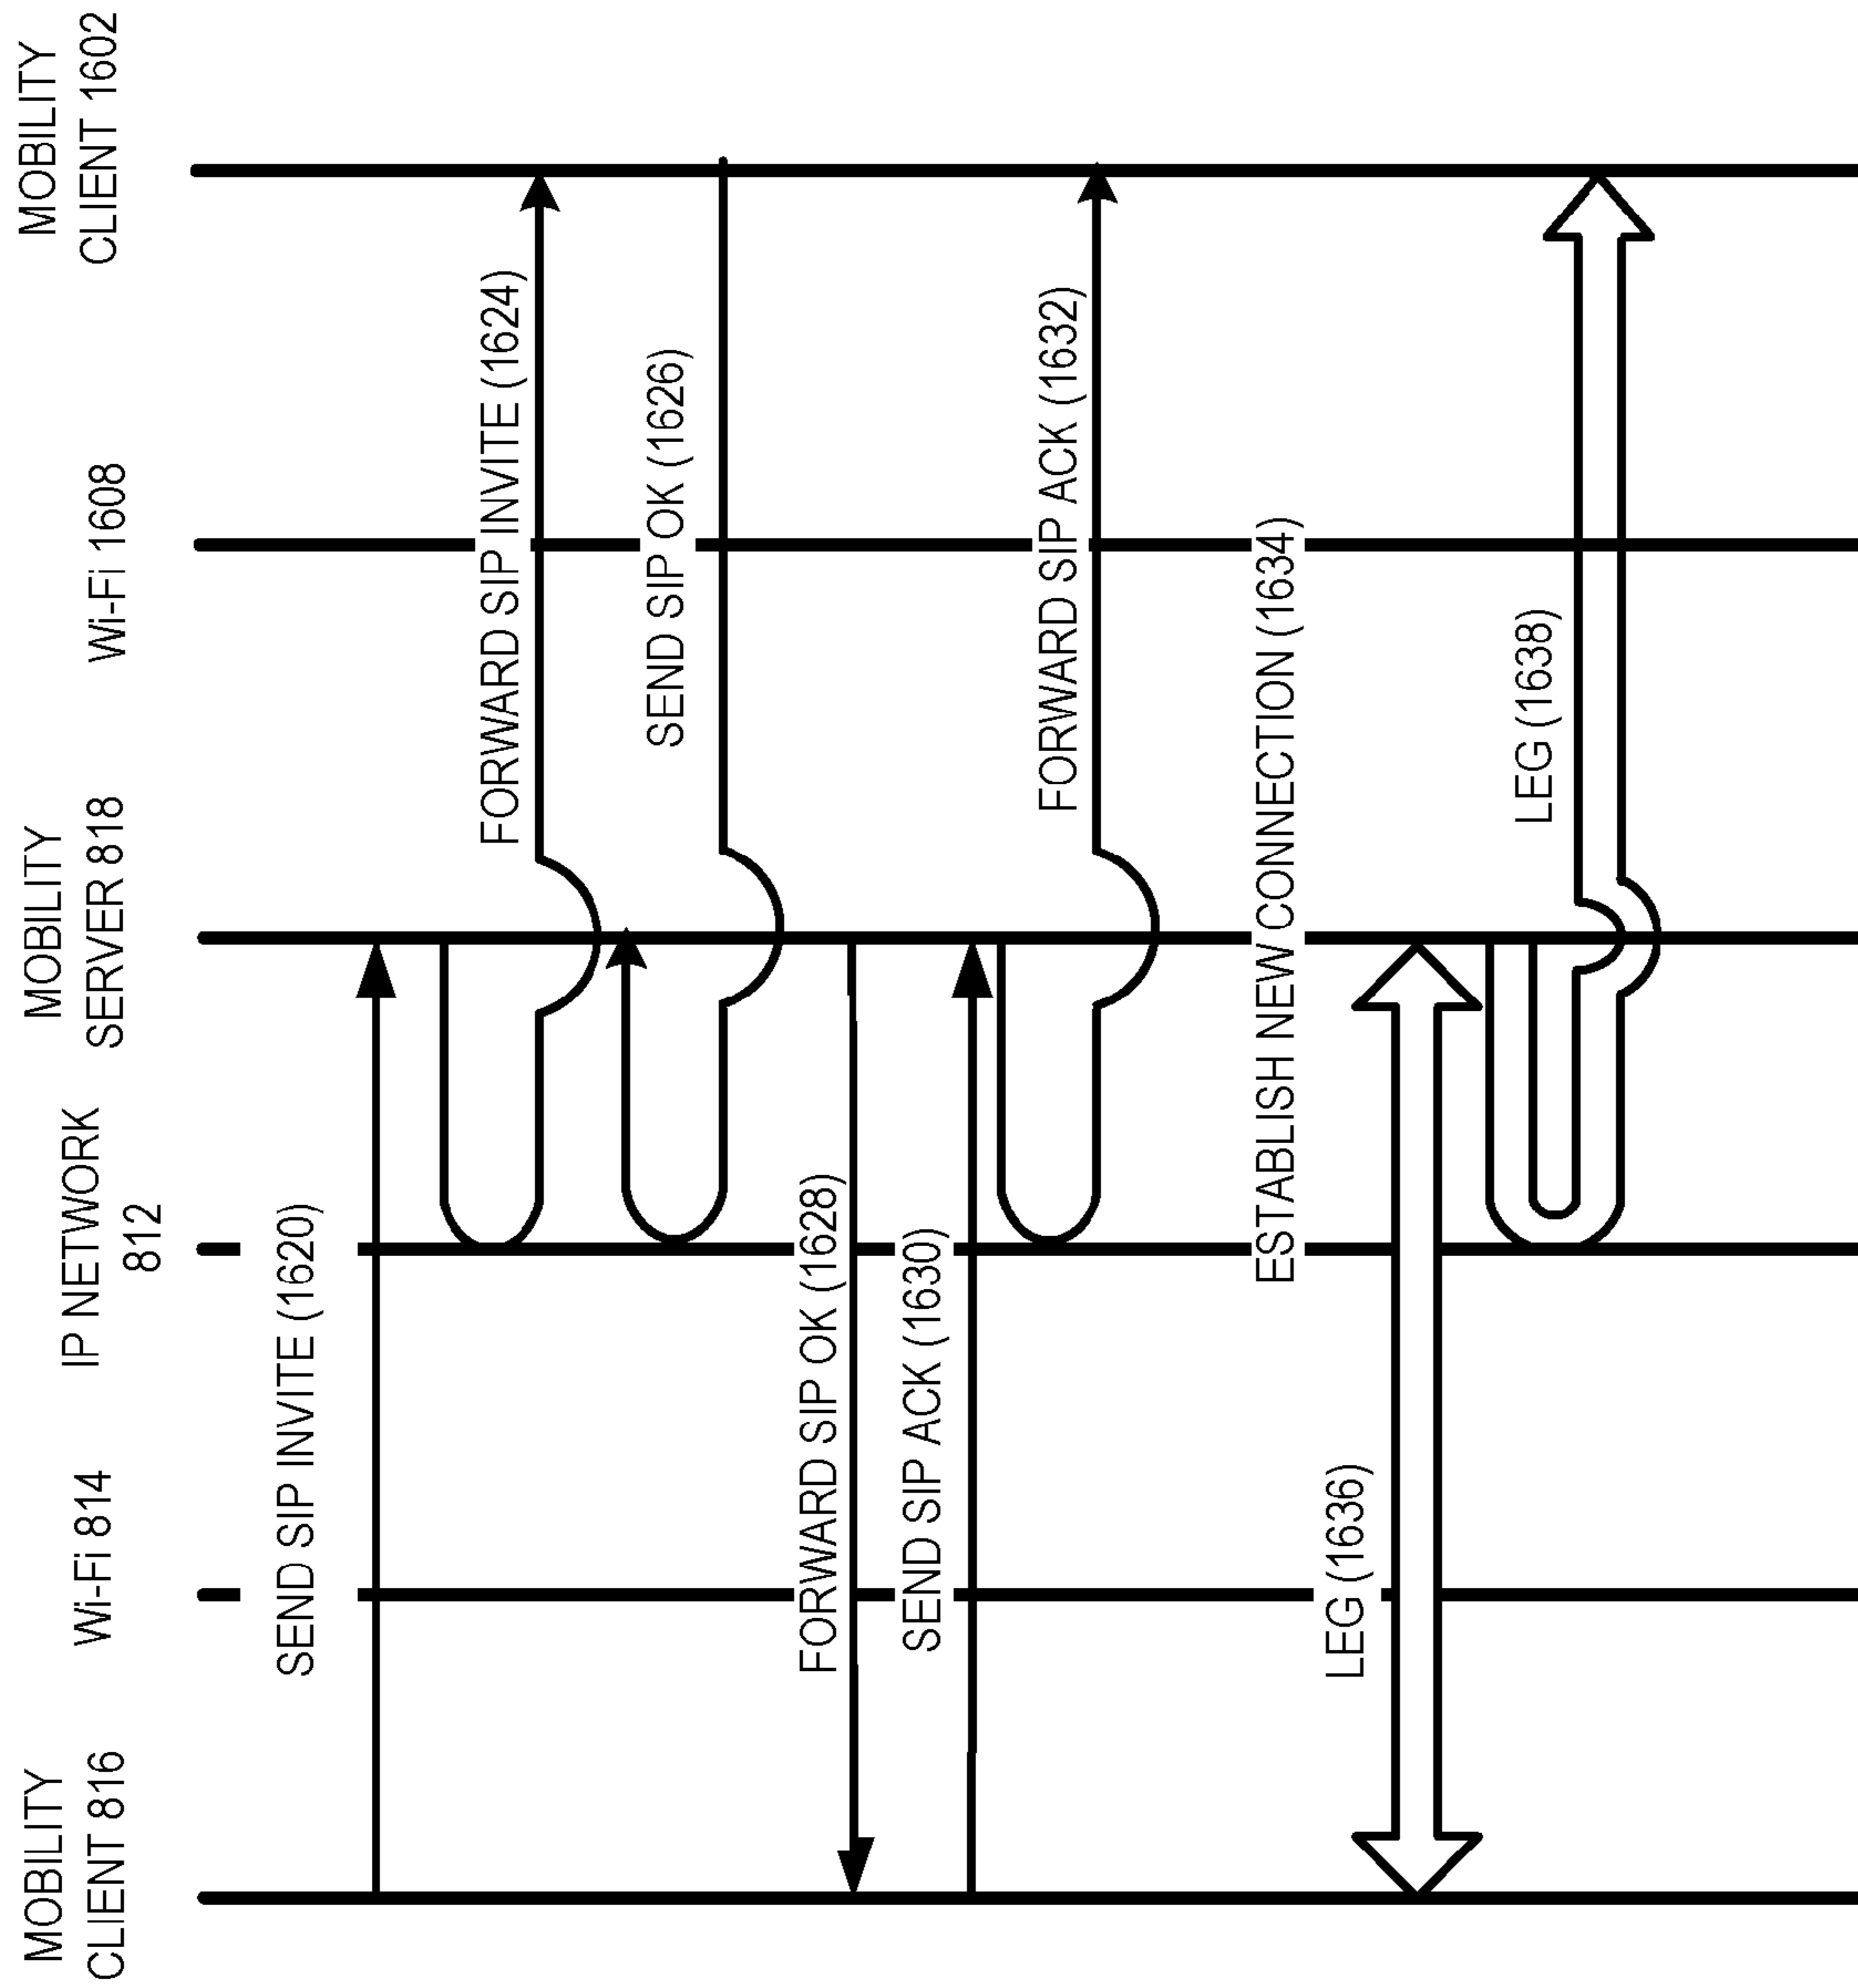 MOBILITY
CLIENT 816
Wi-Fi 814
IP NETWORK
812
MOBILITY
SERVER 818
Wi-Fi 1608
MOBILITY
CLIENT 1602
SEND SIP INVITE (1620)
FORWARD SIP INVITE (1624)
SEND SIP OK (1626)
FORWARD SIP OK (1628)
SEND SIP ACK (1630)
FORWARD SIP ACK (1632)
ESTABLISH NEW CONNECTION (1634)
LEG (1636)
LEG (1638)